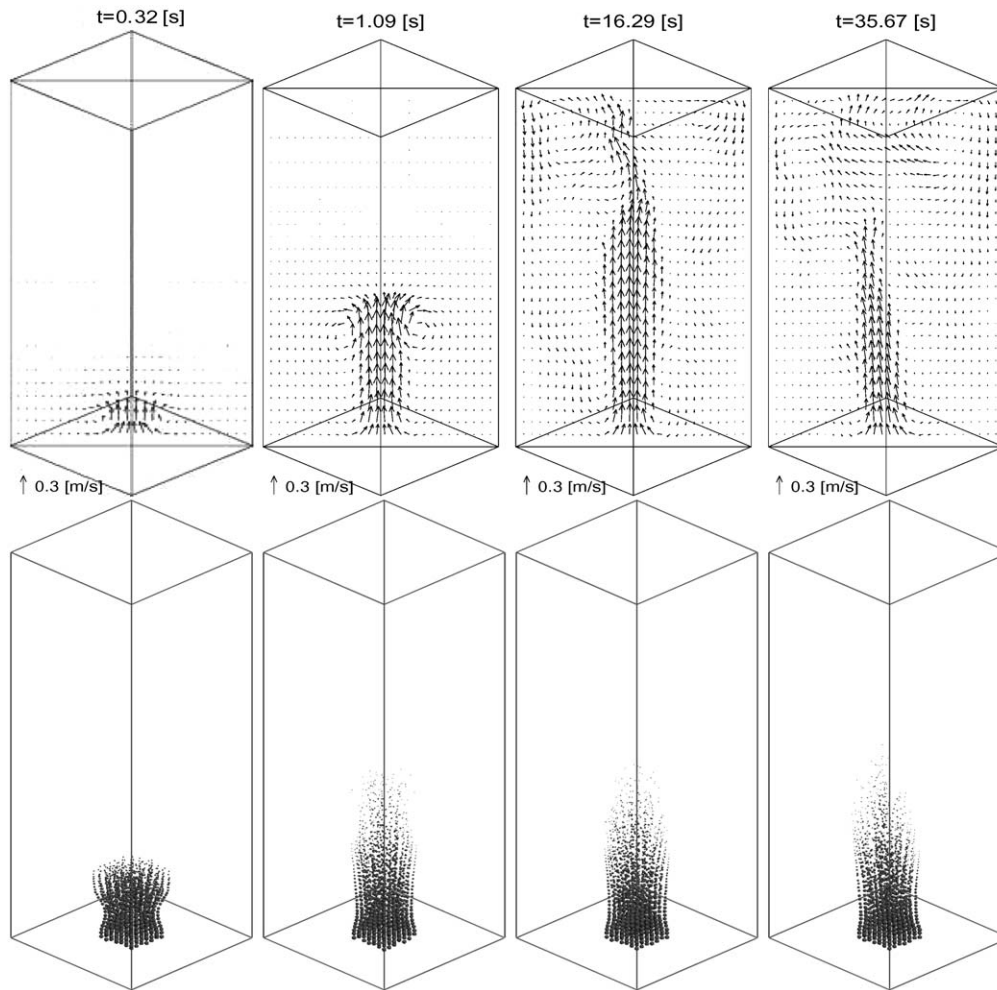 t=0.32 [s] t=1.09 [s] t=16.29 [s] t=35.67 [s]
↑ 0.3 [m/s] ↑ 0.3 [m/s] ↑ 0.3 [m/s] ↑ 0.3 [m/s]